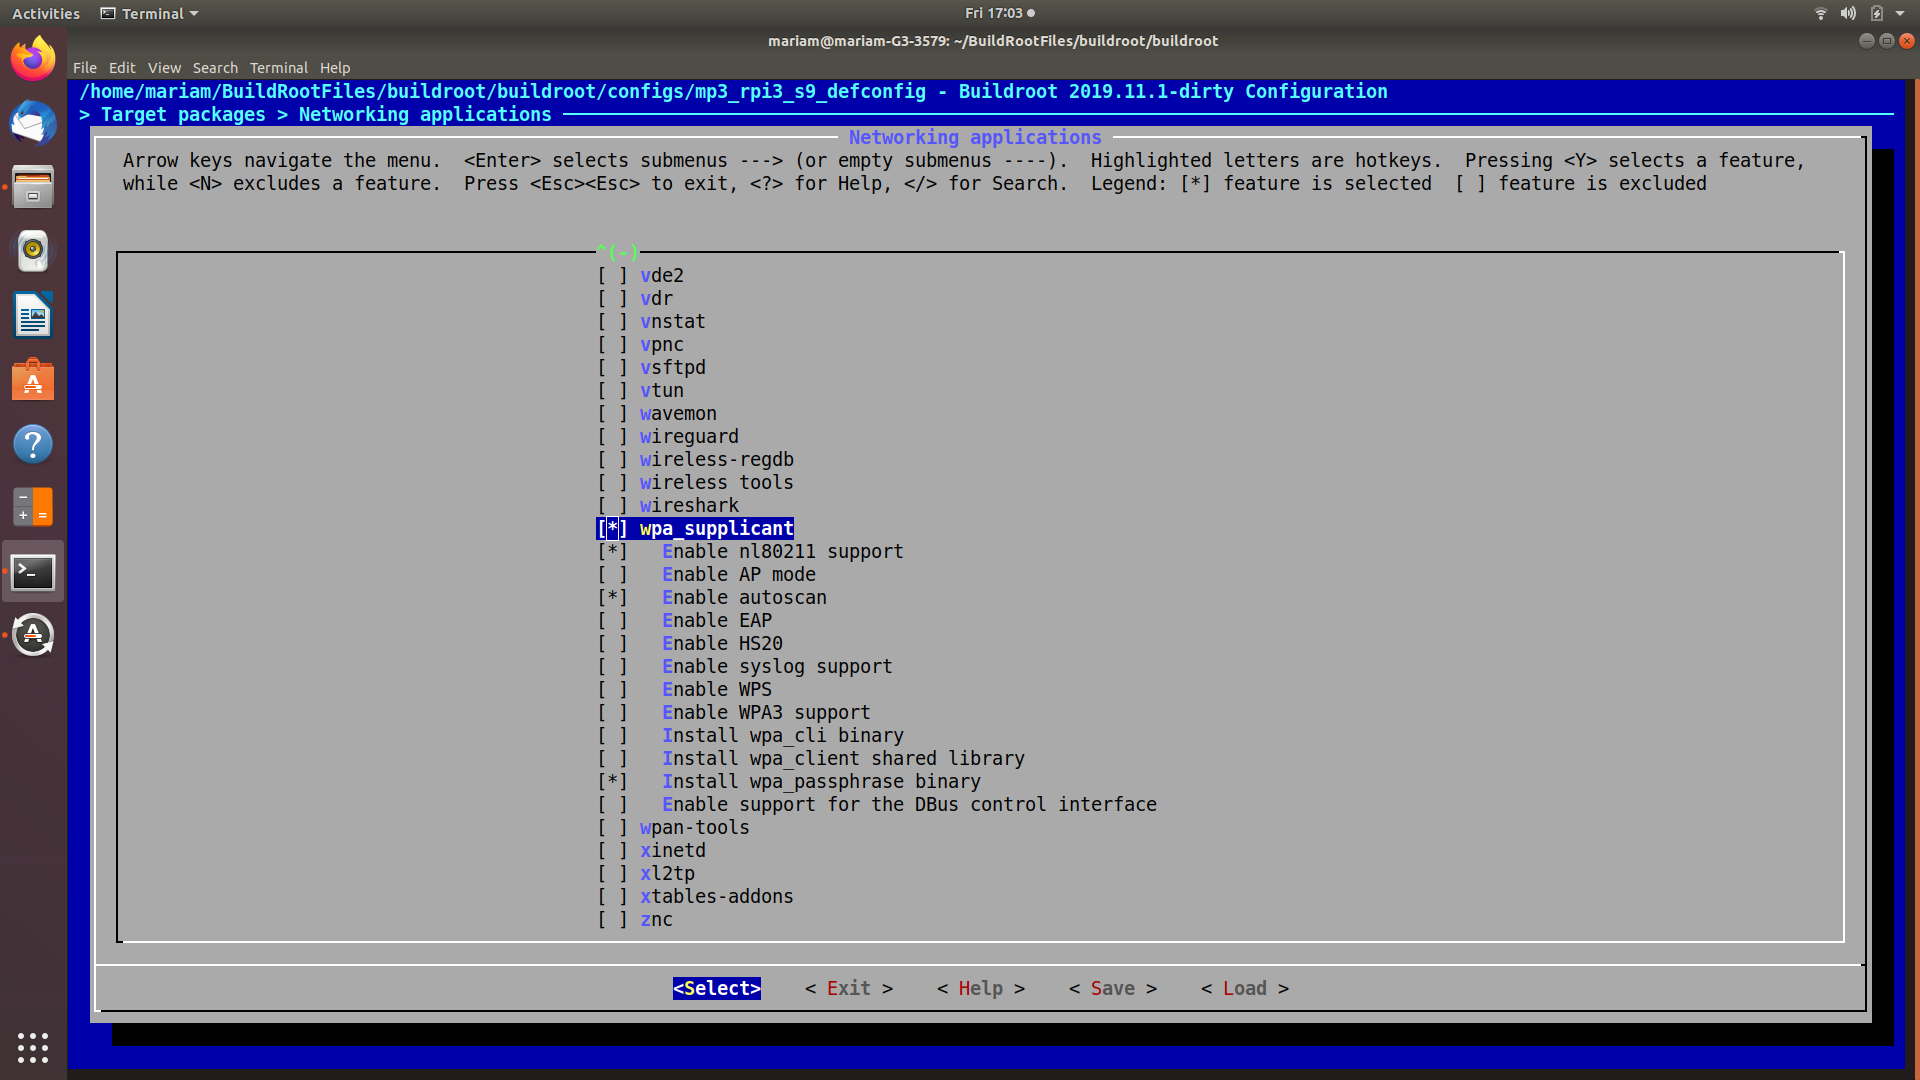 Activities Terminal Fri 17:03
mariam@mariam-G3-3579: ~/BuildRootFiles/buildroot/buildroot
File Edit View Search Terminal Help
/home/mariam/BuildRootFiles/buildroot/buildroot/configs/mp3_rpi3_s9_defconfig - Buildroot 2019.11.1-dirty Configuration
> Target packages > Networking applications
Networking applications
Arrow keys navigate the menu. <Enter> selects submenus ---> (or empty submenus ----). Highlighted letters are hotkeys. Pressing <Y> selects a feature,
while <N> excludes a feature. Press <Esc><Esc> to exit, <?> for Help, </> for Search. Legend: [*] feature is selected [ ] feature is excluded
^(-)
[ ] vde2
[ ] vdr
[ ] vnstat
[ ] vpnc
[ ] vsftpd
[ ] vtun
[ ] wavemon
[ ] wireguard
[ ] wireless-regdb
[ ] wireless tools
[ ] wireshark
[*] wpa_supplicant
[*] Enable nl80211 support
[ ] Enable AP mode
[*] Enable autoscan
[ ] Enable EAP
[ ] Enable HS20
[ ] Enable syslog support
[ ] Enable WPS
[ ] Enable WPA3 support
[ ] Install wpa_cli binary
[ ] Install wpa_client shared library
[*] Install wpa_passphrase binary
[ ] Enable support for the DBus control interface
[ ] wpan-tools
[ ] xinetd
[ ] xl2tp
[ ] xtables-addons
[ ] znc
<Select> < Exit > < Help > < Save > < Load >